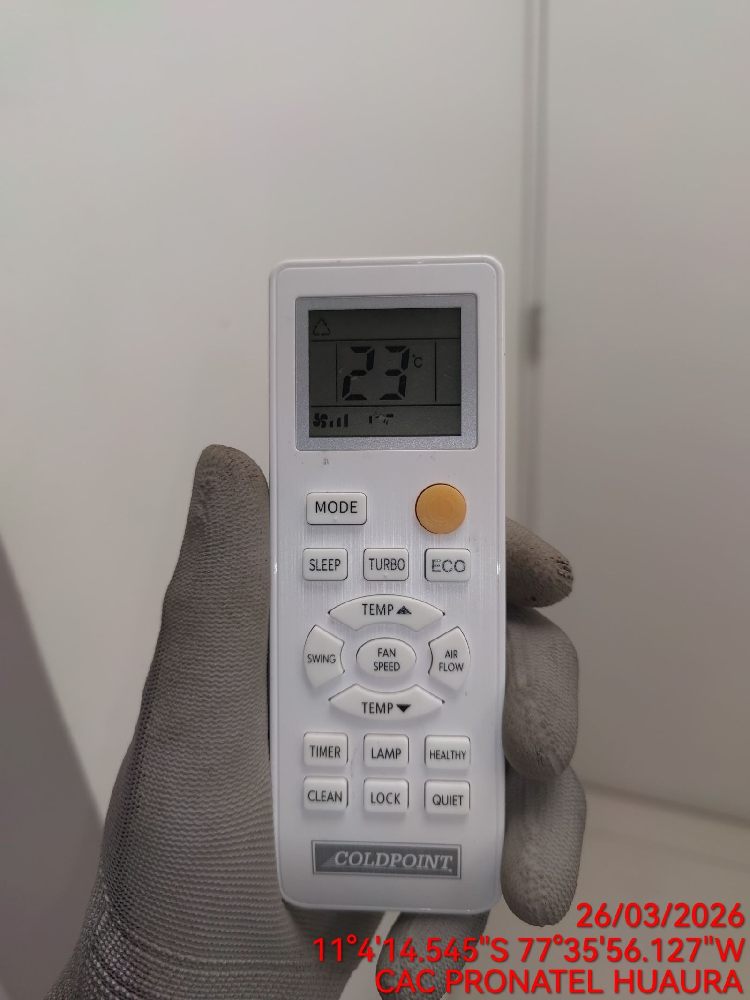 23 °C
MODE
SLEEP TURBO ECO
TEMP▲
SWING FAN SPEED AIR FLOW
TEMP▼
TIMER LAMP HEALTHY
CLEAN LOCK QUIET
COLDPOINT
26/03/2026
11°4'14.545"S 77°35'56.127"W
CAC PRONATEL HUAURA